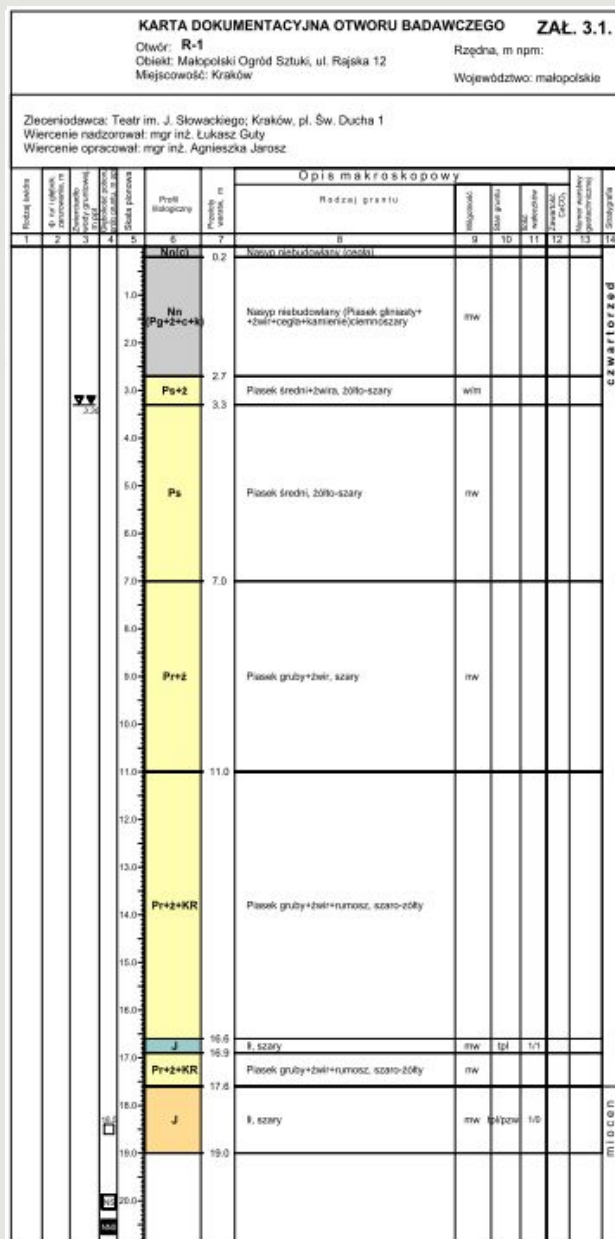 KARTA DOKUMENTACYJNA OTWORU BADAWCZEGO ZAŁ. 3.1.
Otwór: R-1
Rzędna, m npm:
Obiekt: Małopolski Ogród Sztuki, ul. Rajska 12
Miejscowość: Kraków
Województwo: małopolskie
Zleceniodawca: Teatr im. J. Słowackiego; Kraków, pl. Św. Ducha 1
Wiercenie nadzorował: mgr inż. Łukasz Guty
Wiercenie opracował: mgr inż. Agnieszka Jarosz
Opis makroskopowy
Rodzaj gruntu
Skala pionowa
Profil
1 2 3 4 5 6 7 8 9 10 11 12 13 14
Nn(c) 0.2 Nasyp niebudowlany (cegła)
1.0
Nn
(Pg+ż+c+k)
Nasyp niebudowlany (Piasek gliniasty+
+żwir+cegła+kamienie)ciemnoszary
mw
czwartorzęd
2.0
2.7
3.0 Ps+ż Piasek średni+żwira, żółto-szary w/m
3.3
4.0
5.0 Ps Piasek średni, żółto-szary nw
6.0
7.0 7.0
8.0
9.0 Pr+ż Piasek gruby+żwir, szary nw
10.0
11.0 11.0
12.0
13.0
14.0 Pr+ż+KR Piasek gruby+żwir+rumosz, szaro-żółty
15.0
16.0
16.6
J Ił, szary mw tpl 1/1
16.9
17.0
Pr+ż+KR Piasek gruby+żwir+rumosz, szaro-żółty nw
17.6
18.0
J Ił, szary mw tpl/pzw 1/0
miocen
19.0 19.0
NS 20.0
NNS